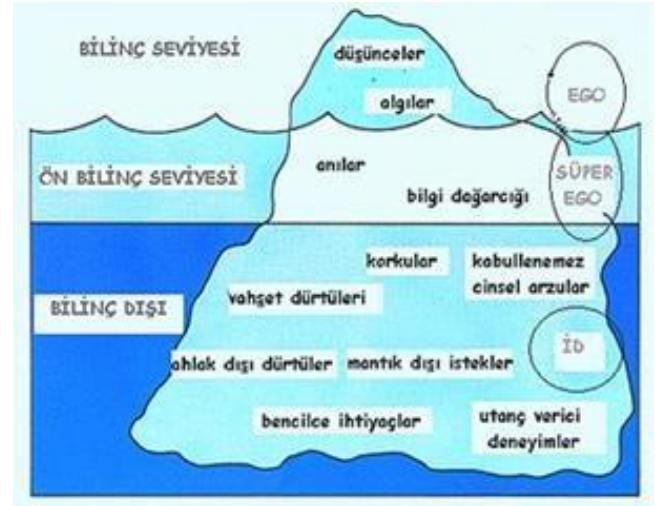 BİLİNÇ SEVİYESİ
düşünceler
algılar
EGO
ÖN BİLİNÇ SEVİYESİ
anılar
bilgi dağarcığı
SÜPER
EGO
BİLİNÇ DIŞI
korkular
kabullenemez
cinsel arzular
vahşet dürtüleri
İD
ahlak dışı dürtüler
mantık dışı istekler
bencilce ihtiyaçlar
utanç verici
deneyimler